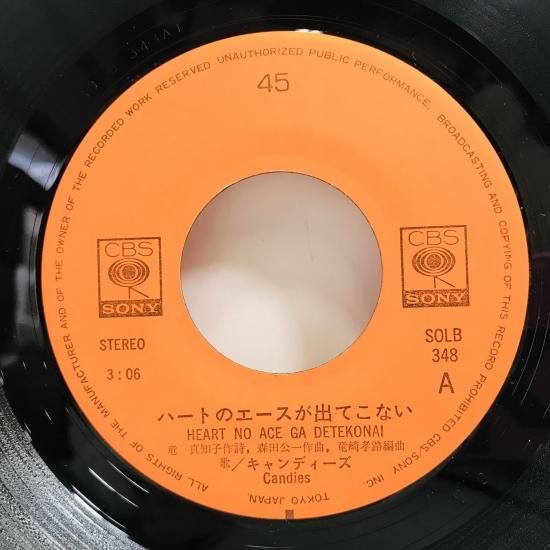 ALL RIGHTS OF THE MANUFACTURER AND OF THE OWNER OF THE RECORDED WORK RESERVED UNAUTHORIZED PUBLIC PERFORMANCE, BROADCASTING AND COPYING OF THIS RECORD PROHIBITED CBS/SONY INC.
TOKYO JAPAN.
45
CBS
SONY
CBS
SONY
STEREO
3:06
SOLB
348
A
ハートのエースが出てこない
HEART NO ACE GA DETEKONAI
竜 真知子作詩，森田公一作曲，竜崎孝路編曲
歌/キャンディーズ
Candies